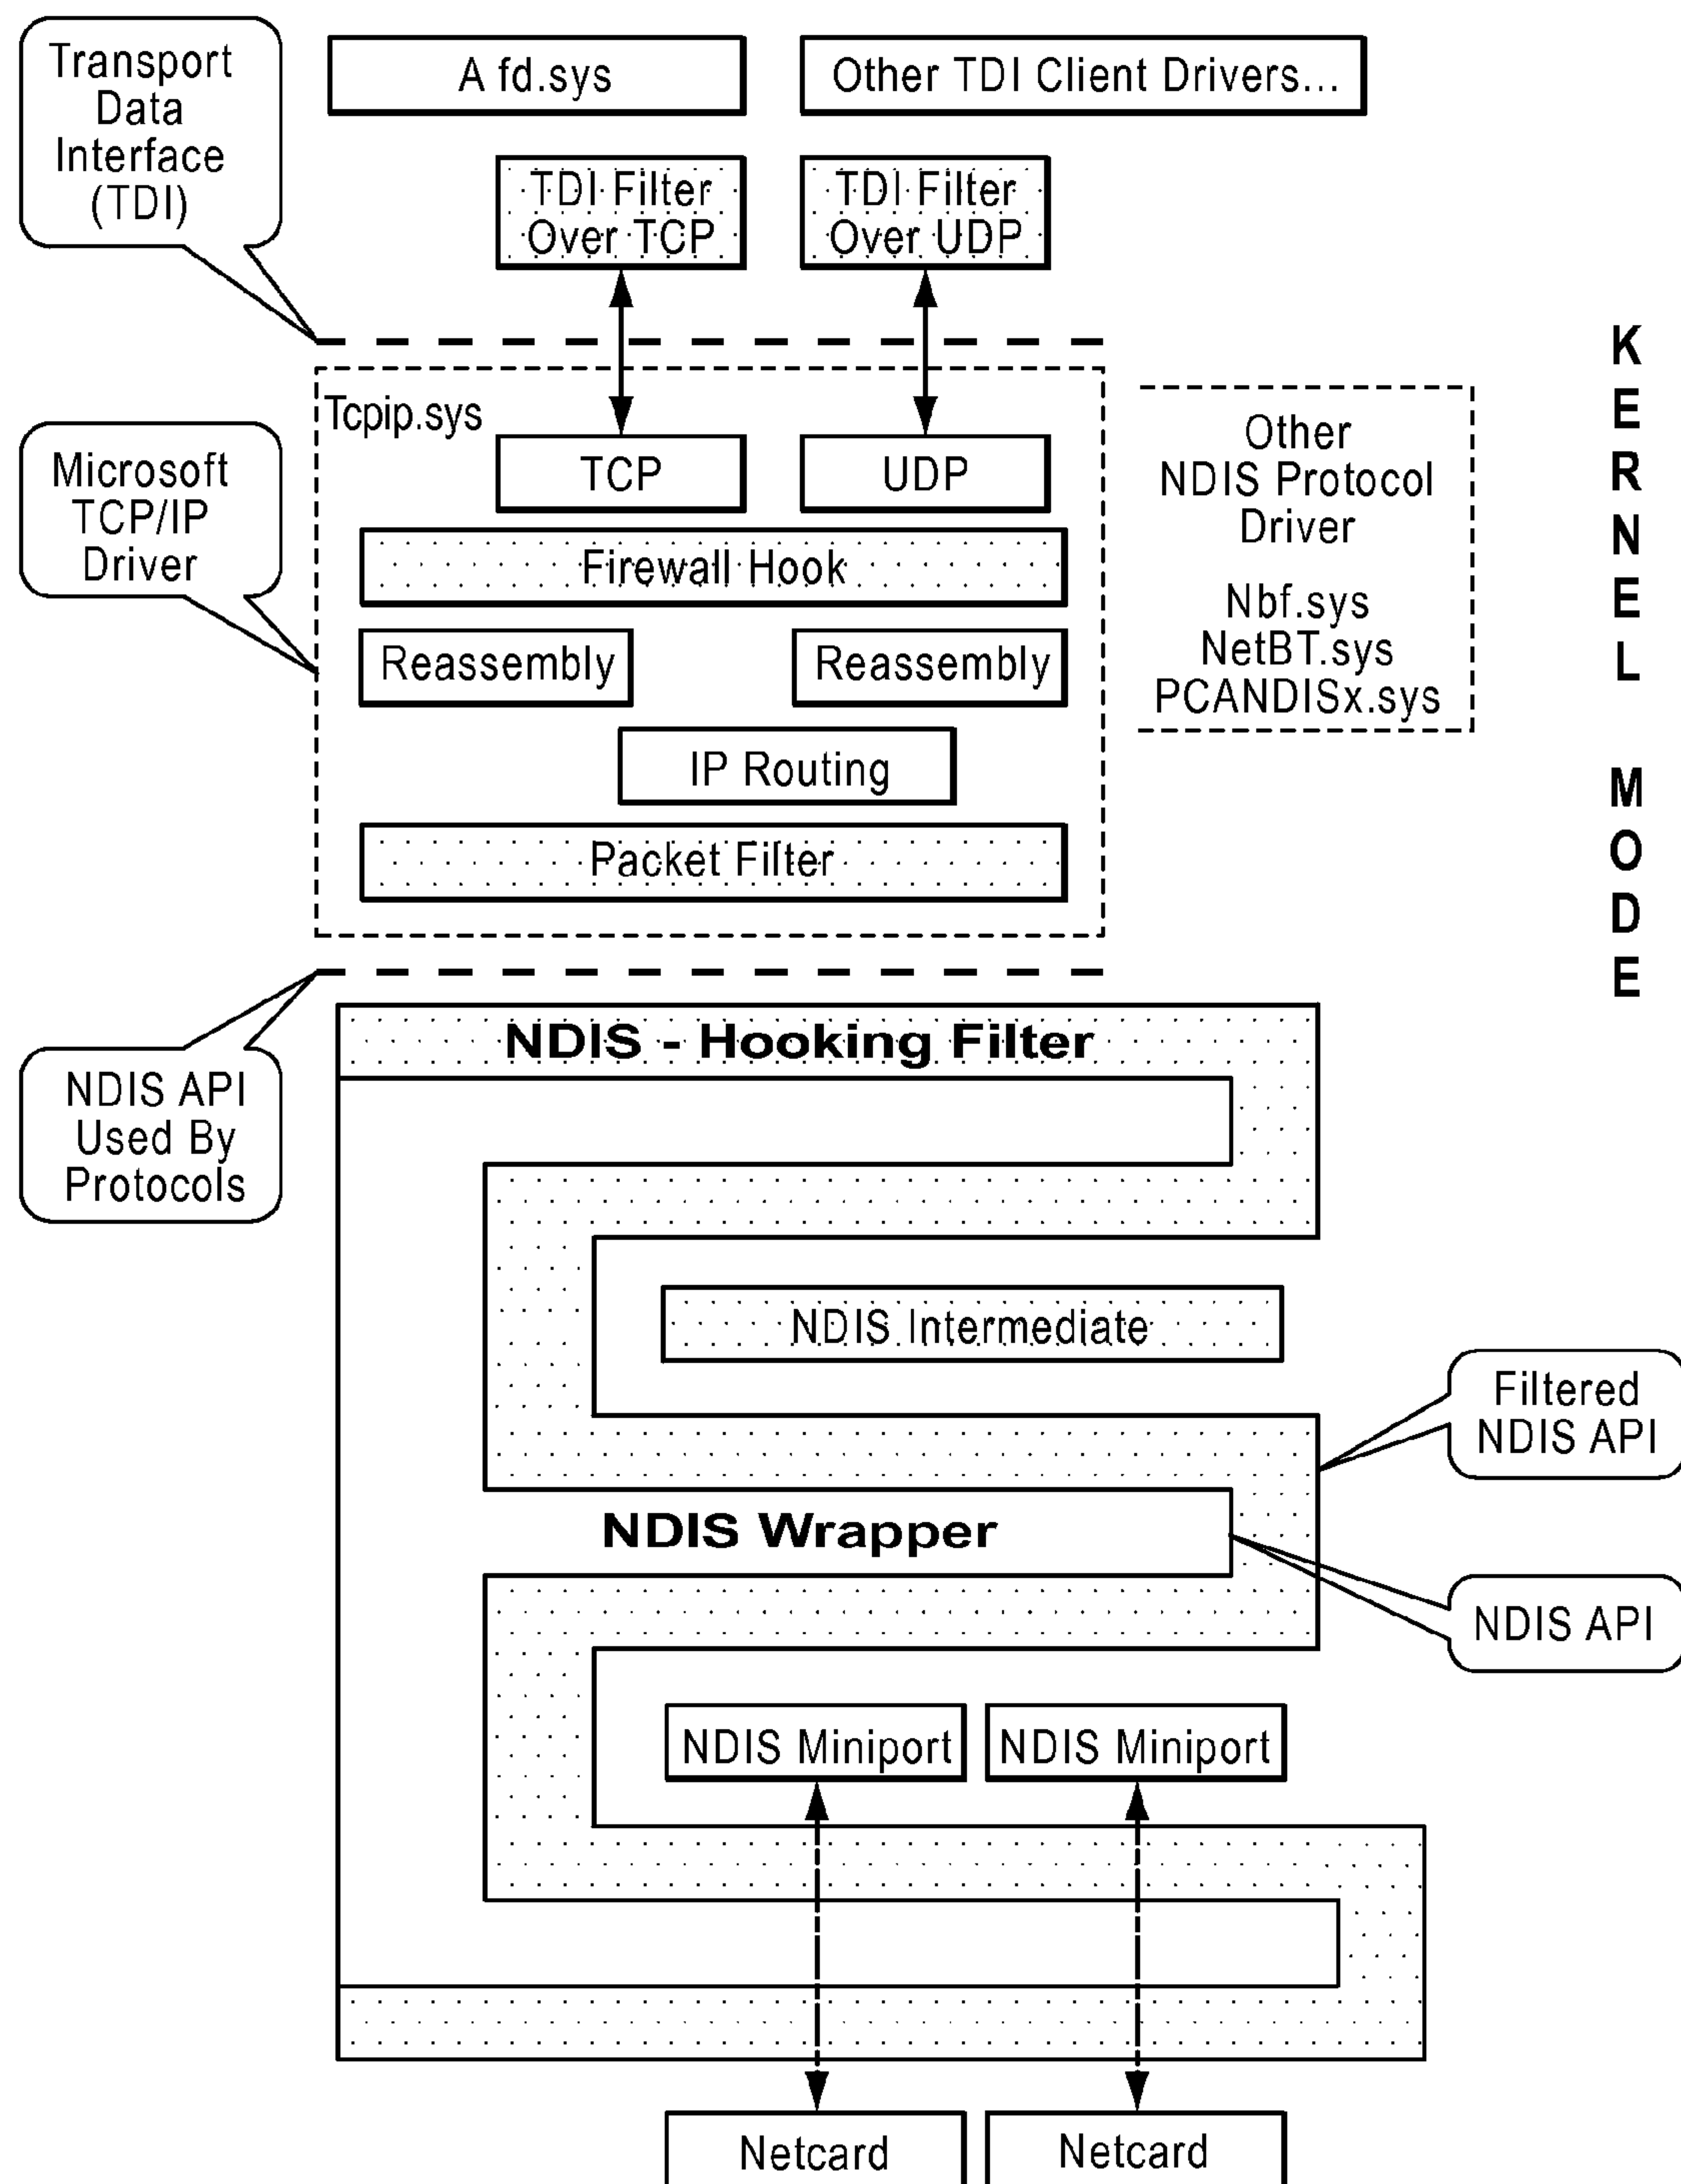 Transport
Data
Interface
(TDI)
A fd.sys
Other TDI Client Drivers...
TDI Filter
Over TCP
TDI Filter
Over UDP
KERNEL MODE
Tcpip.sys
Microsoft
TCP/IP
Driver
TCP
UDP
Other
NDIS Protocol
Driver
Nbf.sys
NetBT.sys
PCANDISx.sys
Firewall Hook
Reassembly
Reassembly
IP Routing
Packet Filter
NDIS - Hooking Filter
NDIS API
Used By
Protocols
NDIS Intermediate
Filtered
NDIS API
NDIS Wrapper
NDIS API
NDIS Miniport
NDIS Miniport
Netcard
Netcard